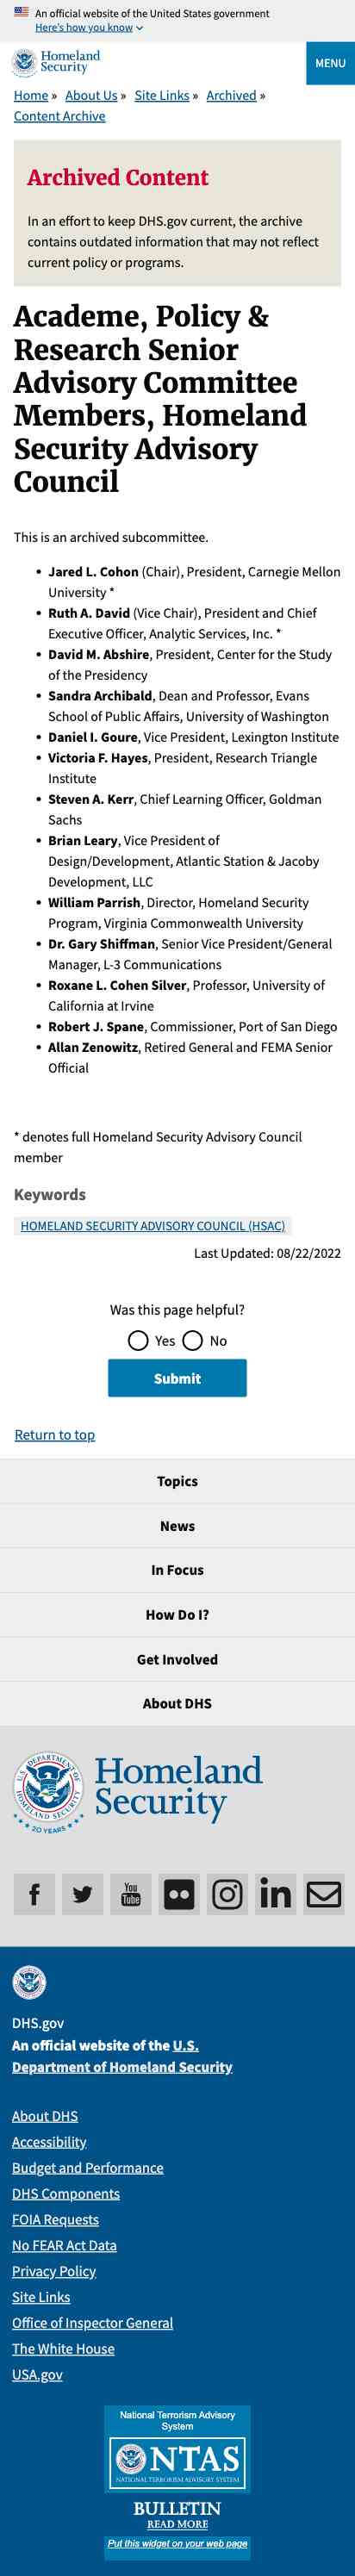 An official website of the United States government
Here's how you know
Homeland
Security
MENU
Home » About Us » Site Links » Archived »
Content Archive
Archived Content
In an effort to keep DHS.gov current, the archive
contains outdated information that may not reflect
current policy or programs.
Academe, Policy &
Research Senior
Advisory Committee
Members, Homeland
Security Advisory
Council
This is an archived subcommittee.
• Jared L. Cohon (Chair), President, Carnegie Mellon
University *
• Ruth A. David (Vice Chair), President and Chief
Executive Officer, Analytic Services, Inc. *
• David M. Abshire, President, Center for the Study
of the Presidency
• Sandra Archibald, Dean and Professor, Evans
School of Public Affairs, University of Washington
• Daniel I. Goure, Vice President, Lexington Institute
• Victoria F. Hayes, President, Research Triangle
Institute
• Steven A. Kerr, Chief Learning Officer, Goldman
Sachs
• Brian Leary, Vice President of
Design/Development, Atlantic Station & Jacoby
Development, LLC
• William Parrish, Director, Homeland Security
Program, Virginia Commonwealth University
• Dr. Gary Shiffman, Senior Vice President/General
Manager, L-3 Communications
• Roxane L. Cohen Silver, Professor, University of
California at Irvine
• Robert J. Spane, Commissioner, Port of San Diego
• Allan Zenowitz, Retired General and FEMA Senior
Official
* denotes full Homeland Security Advisory Council
member
Keywords
HOMELAND SECURITY ADVISORY COUNCIL (HSAC)
Last Updated: 08/22/2022
Was this page helpful?
Yes No
Submit
Return to top
Topics
News
In Focus
How Do I?
Get Involved
About DHS
U.S. DEPARTMENT OF
HOMELAND SECURITY
20 YEARS
Homeland
Security
You
Tube
in
DHS.gov
An official website of the U.S.
Department of Homeland Security
About DHS
Accessibility
Budget and Performance
DHS Components
FOIA Requests
No FEAR Act Data
Privacy Policy
Site Links
Office of Inspector General
The White House
USA.gov
National Terrorism Advisory
System
NTAS
NATIONAL TERRORISM ADVISORY SYSTEM
BULLETIN
READ MORE
Put this widget on your web page